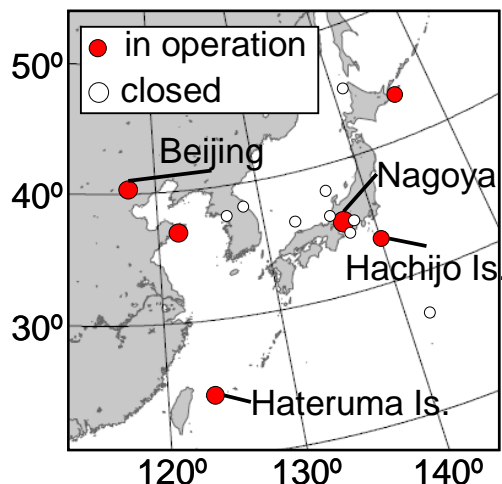 50º
in operation
closed
Beijing
40º
Nagoya
Hachijo Is.
30º
Hateruma Is.
120º 130º 140º